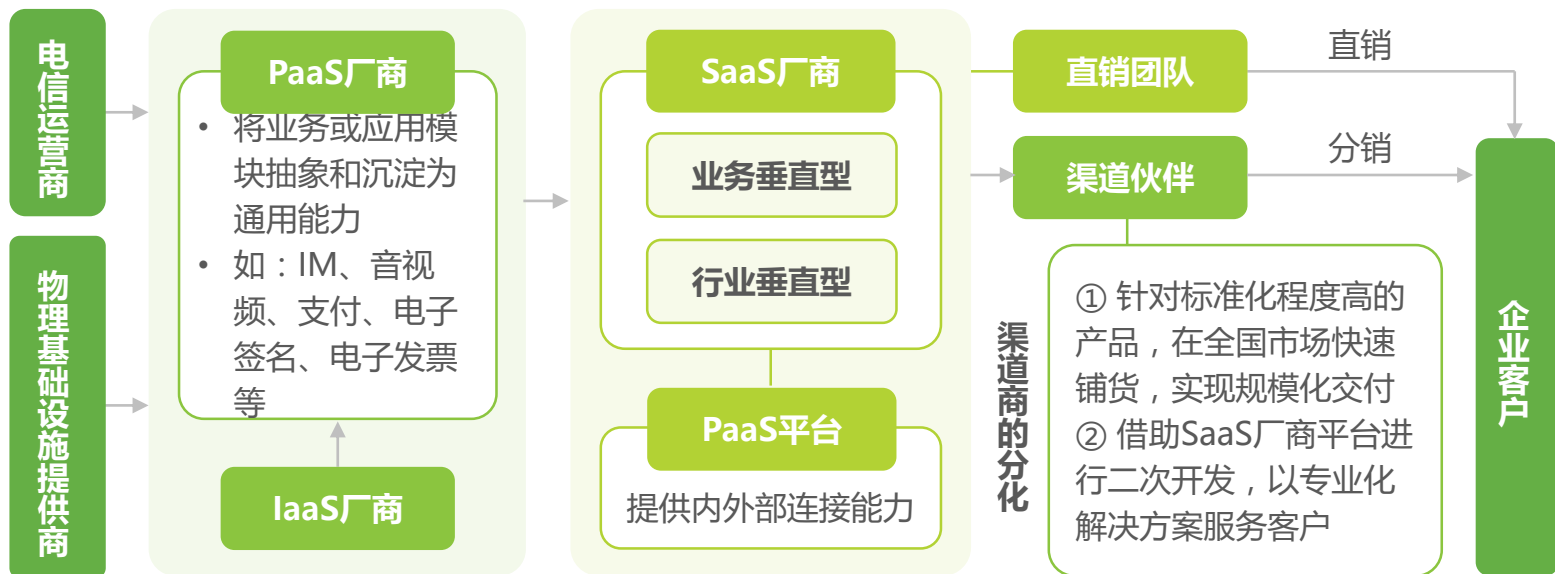 电信运营商
物理基础设施提供商
PaaS厂商
• 将业务或应用模
块抽象和沉淀为
通用能力
• 如：IM、音视
频、支付、电子
签名、电子发票
等
IaaS厂商
SaaS厂商
业务垂直型
行业垂直型
PaaS平台
提供内外部连接能力
直销团队
直销
渠道伙伴
分销
渠道商的分化
① 针对标准化程度高的
产品，在全国市场快速
铺货，实现规模化交付
② 借助SaaS厂商平台进
行二次开发，以专业化
解决方案服务客户
企业客户